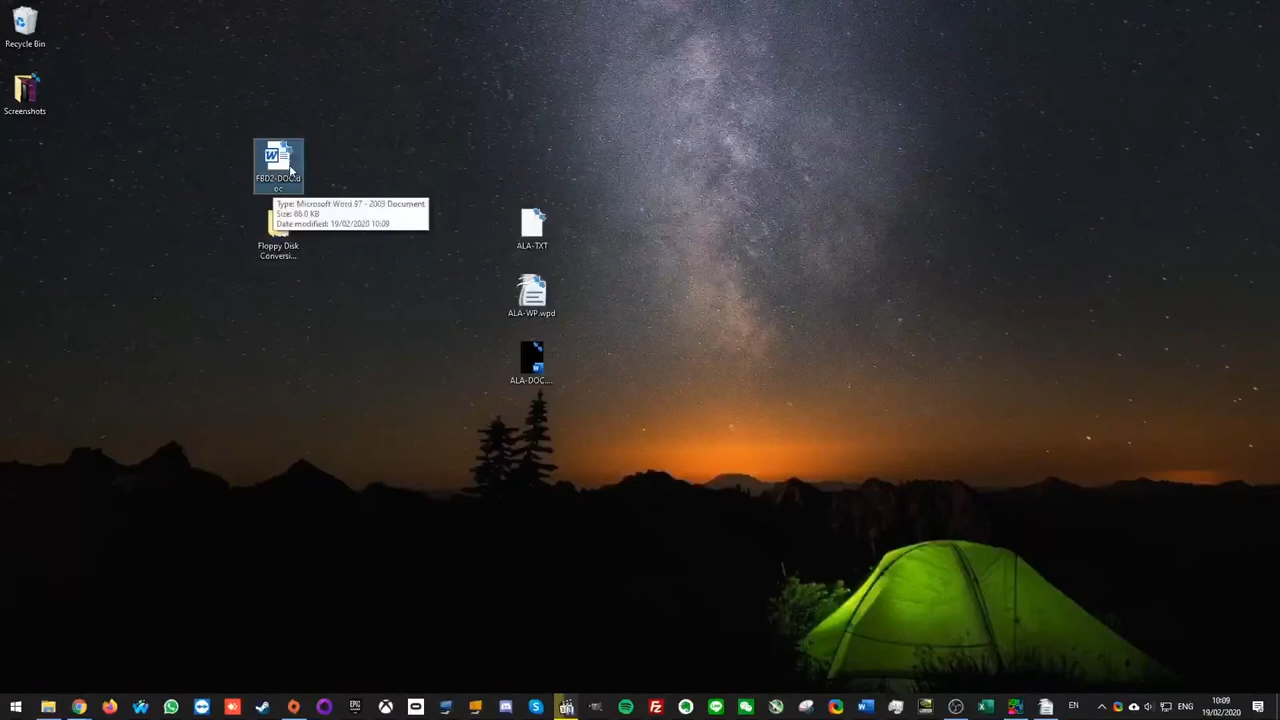 Recycle Bin
Screenshots
FBD2-DOC.d
oc
Type: Microsoft Word 97 - 2003 Document
Size: 86.0 KB
Date modified: 19/02/2020 10:09
Floppy Disk
Conversi...
ALA-TXT
ALA-WP.wpd
ALA-DOC....
EN
ENG
10:09
19/02/2020